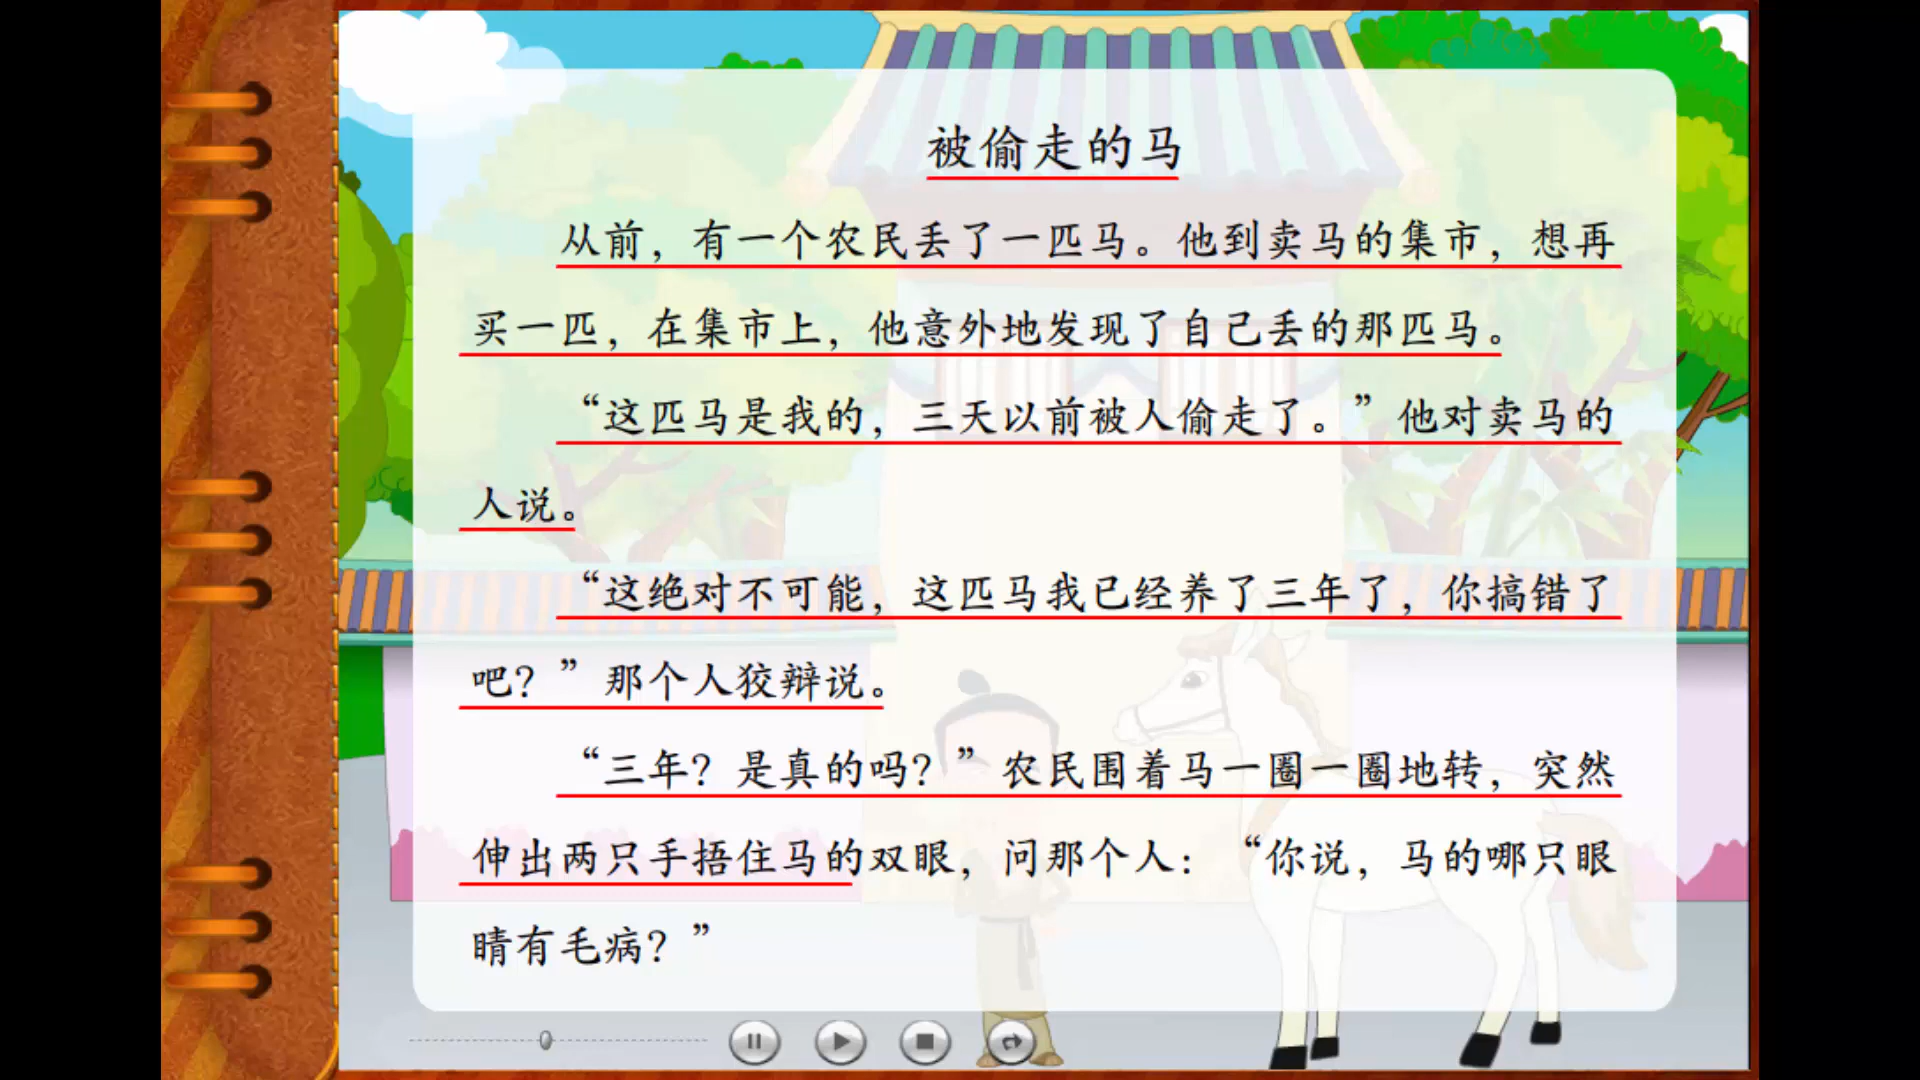 被偷走的马
从前，有一个农民丢了一匹马。他到卖马的集市，想再
买一匹，在集市上，他意外地发现了自己丢的那匹马。
“这匹马是我的，三天以前被人偷走了。”他对卖马的
人说。
“这绝对不可能，这匹马我已经养了三年了，你搞错了
吧？”那个人狡辩说。
“三年？是真的吗？”农民围着马一圈一圈地转，突然
伸出两只手捂住马的双眼，问那个人：“你说，马的哪只眼
睛有毛病？”